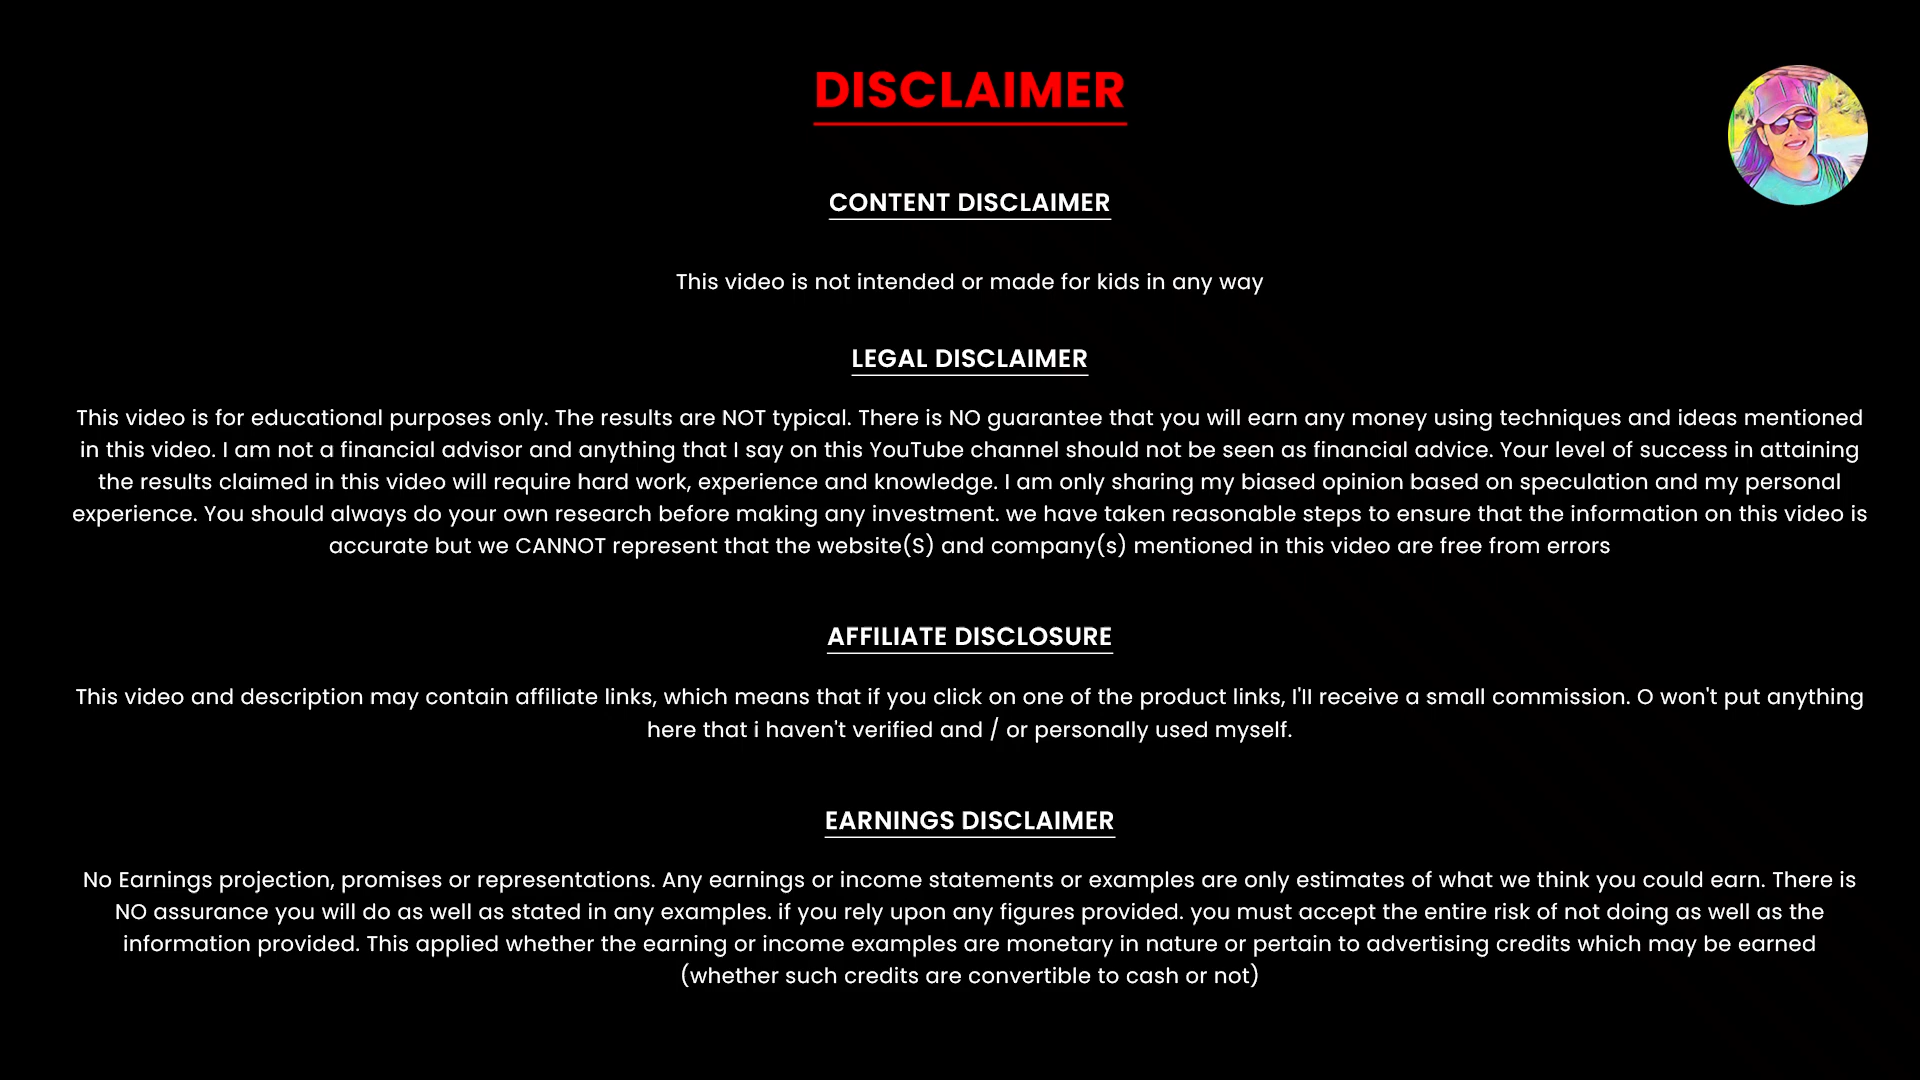 DISCLAIMER
CONTENT DISCLAIMER
This video is not intended or made for kids in any way
LEGAL DISCLAIMER
This video is for educational purposes only. The results are NOT typical. There is NO guarantee that you will earn any money using techniques and ideas mentioned
in this video. I am not a financial advisor and anything that I say on this YouTube channel should not be seen as financial advice. Your level of success in attaining
the results claimed in this video will require hard work, experience and knowledge. I am only sharing my biased opinion based on speculation and my personal
experience. You should always do your own research before making any investment. we have taken reasonable steps to ensure that the information on this video is
accurate but we CANNOT represent that the website(S) and company(s) mentioned in this video are free from errors
AFFILIATE DISCLOSURE
This video and description may contain affiliate links, which means that if you click on one of the product links, I'll receive a small commission. O won't put anything
here that i haven't verified and / or personally used myself.
EARNINGS DISCLAIMER
No Earnings projection, promises or representations. Any earnings or income statements or examples are only estimates of what we think you could earn. There is
NO assurance you will do as well as stated in any examples. if you rely upon any figures provided. you must accept the entire risk of not doing as well as the
information provided. This applied whether the earning or income examples are monetary in nature or pertain to advertising credits which may be earned
(whether such credits are convertible to cash or not)